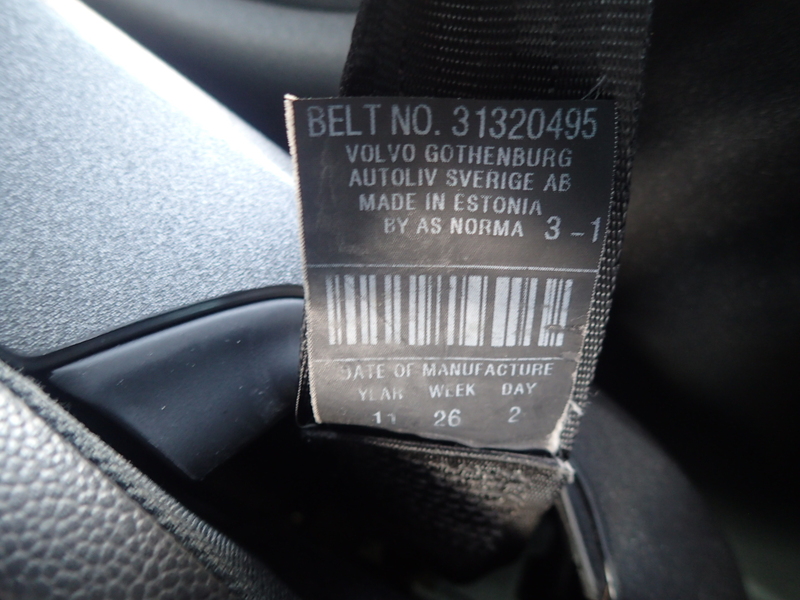 BELT NO. 31320495
VOLVO GOTHENBURG
AUTOLIV SVERIGE AB
MADE IN ESTONIA
BY AS NORMA 3-1
DATE OF MANUFACTURE
YEAR WEEK DAY
11 26 2